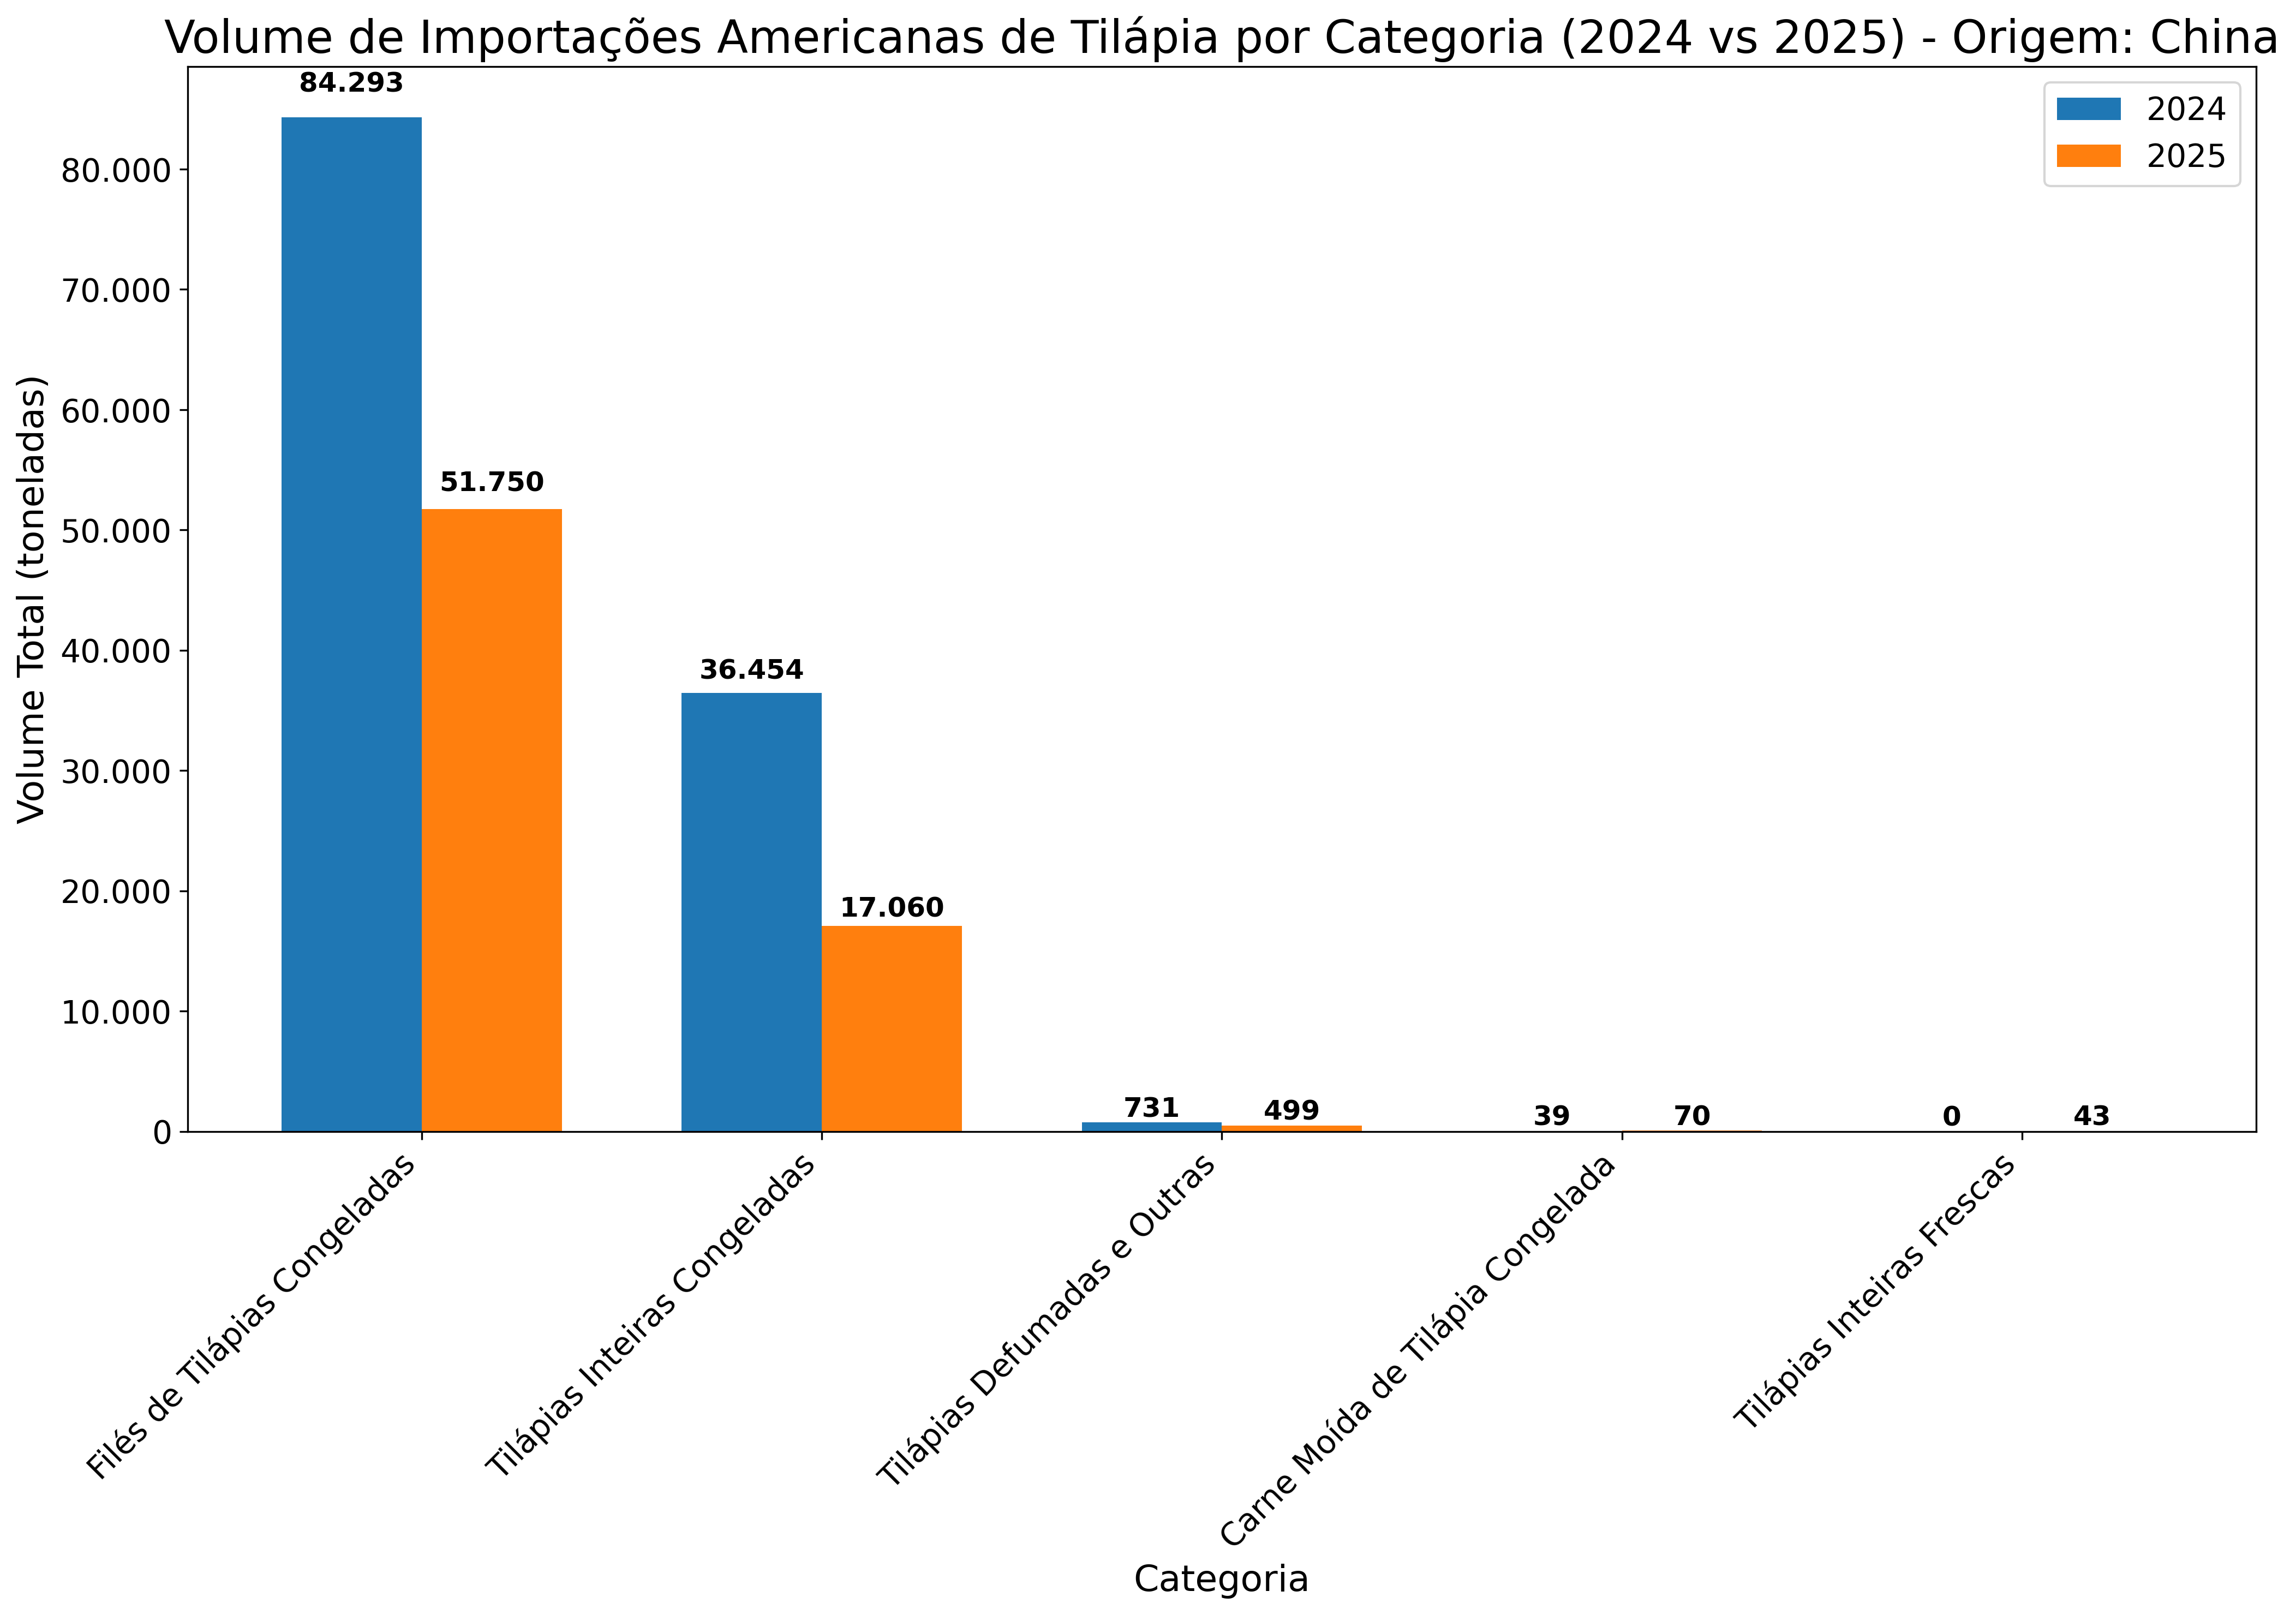 Volume de Importações Americanas de Tilápia por Categoria (2024 vs 2025) - Origem: China
2024
2025
Volume Total (toneladas)
80.000
70.000
60.000
50.000
40.000
30.000
20.000
10.000
0
84.293
51.750
36.454
17.060
731
499
39
70
0
43
Filés de Tilápias Congeladas
Tilápias Inteiras Congeladas
Tilápias Defumadas e Outras
Carne Moída de Tilápia Congelada
Tilápias Inteiras Frescas
Categoria